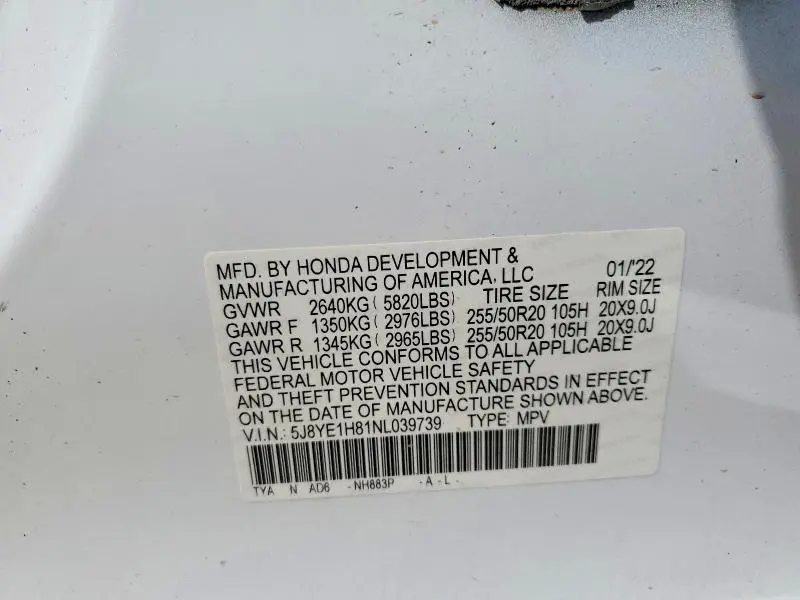 MFD. BY HONDA DEVELOPMENT &
MANUFACTURING OF AMERICA, LLC 01/'22
GVWR 2640KG( 5820LBS) TIRE SIZE RIM SIZE
GAWR F 1350KG( 2976LBS) 255/50R20 105H 20X9.0J
GAWR R 1345KG( 2965LBS) 255/50R20 105H 20X9.0J
THIS VEHICLE CONFORMS TO ALL APPLICABLE
FEDERAL MOTOR VEHICLE SAFETY
AND THEFT PREVENTION STANDARDS IN EFFECT
ON THE DATE OF MANUFACTURE SHOWN ABOVE.
V.I.N.: 5J8YE1H81NL039739 TYPE: MPV
TYA N AD6 -NH883P -A-L-